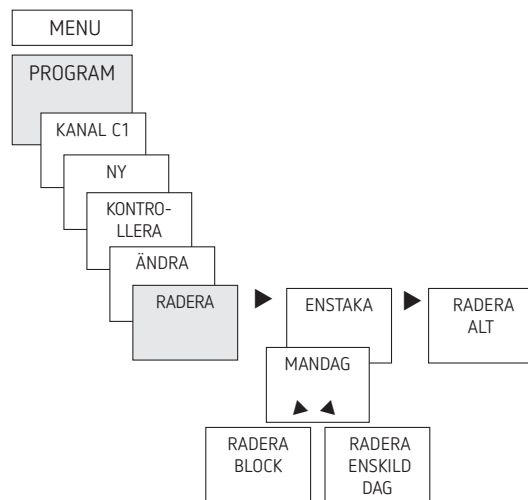 MENU
PROGRAM
KANAL C1
NY
KONTRO-
LLERA
ÄNDRA
RADERA
ENSTAKA
RADERA
ALT
MANDAG
RADERA
BLOCK
RADERA
ENSKILD
DAG